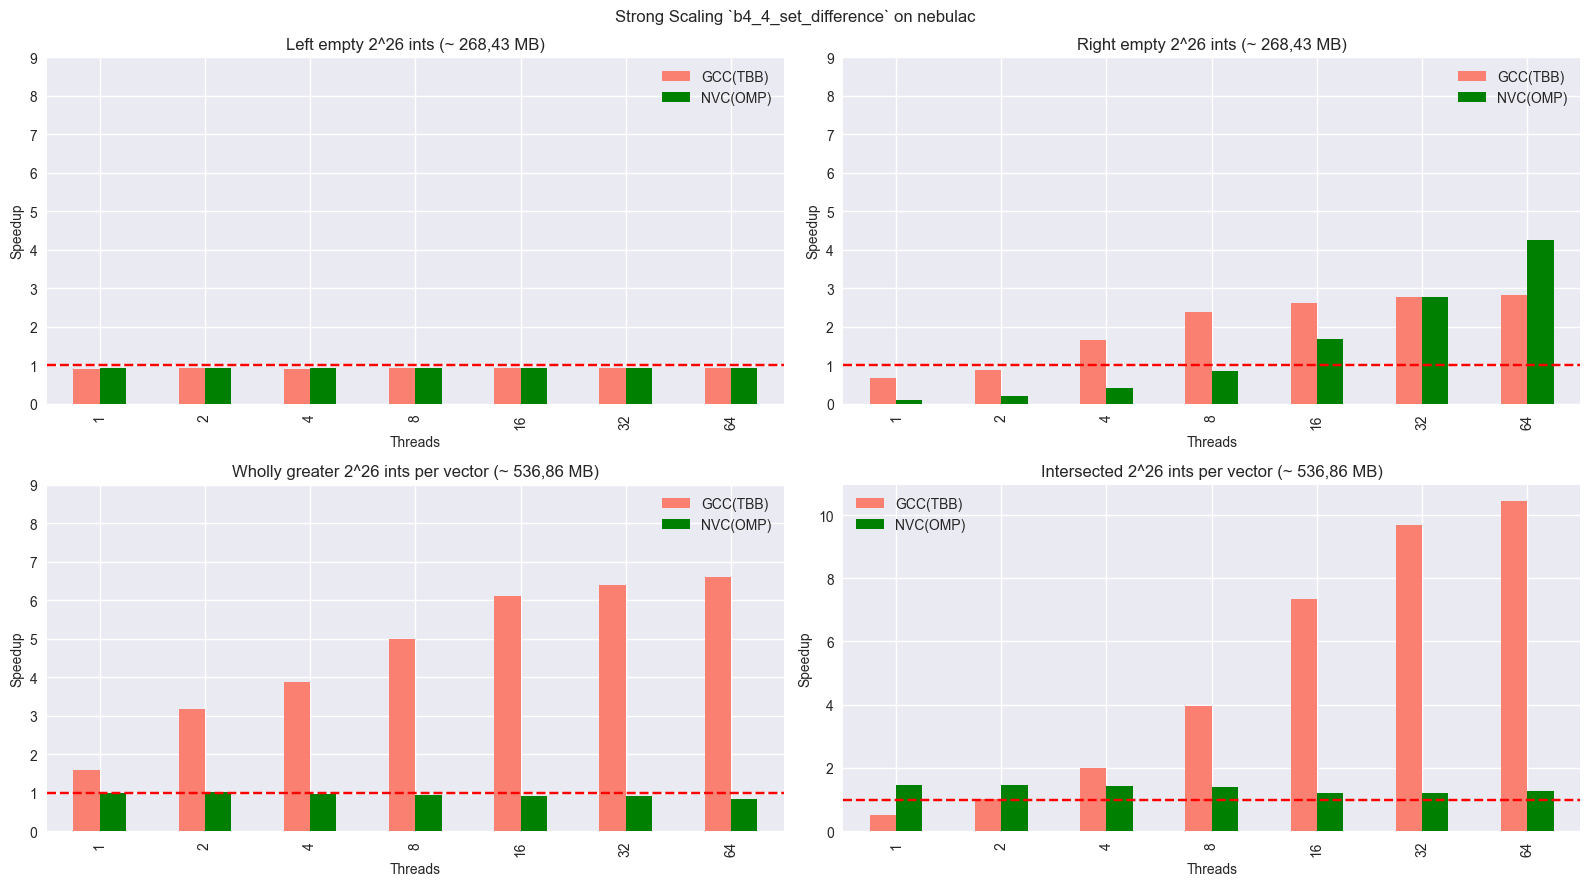 Strong Scaling `b4_4_set_difference` on nebulac
Left empty 2^26 ints (~ 268,43 MB)
9
8
7
6
5
4
3
2
1
0
Speedup
GCC(TBB)
NVC(OMP)
1 2 4 8 16 32 64
Threads
Right empty 2^26 ints (~ 268,43 MB)
9
8
7
6
5
4
3
2
1
0
Speedup
GCC(TBB)
NVC(OMP)
1 2 4 8 16 32 64
Threads
Wholly greater 2^26 ints per vector (~ 536,86 MB)
9
8
7
6
5
4
3
2
1
0
Speedup
GCC(TBB)
NVC(OMP)
1 2 4 8 16 32 64
Threads
Intersected 2^26 ints per vector (~ 536,86 MB)
10
8
6
4
2
0
Speedup
GCC(TBB)
NVC(OMP)
1 2 4 8 16 32 64
Threads